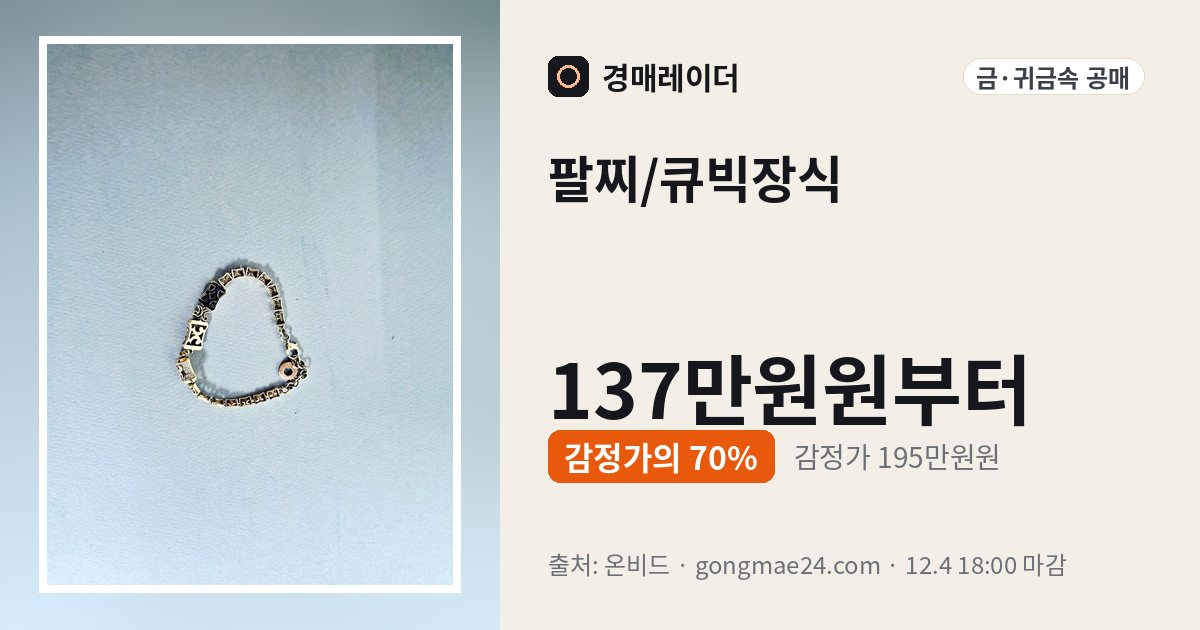 경매레이더
금·귀금속 공매
팔찌/큐빅장식
137만원원부터
감정가의 70%
감정가 195만원원
출처: 온비드 · gongmae24.com · 12.4 18:00 마감